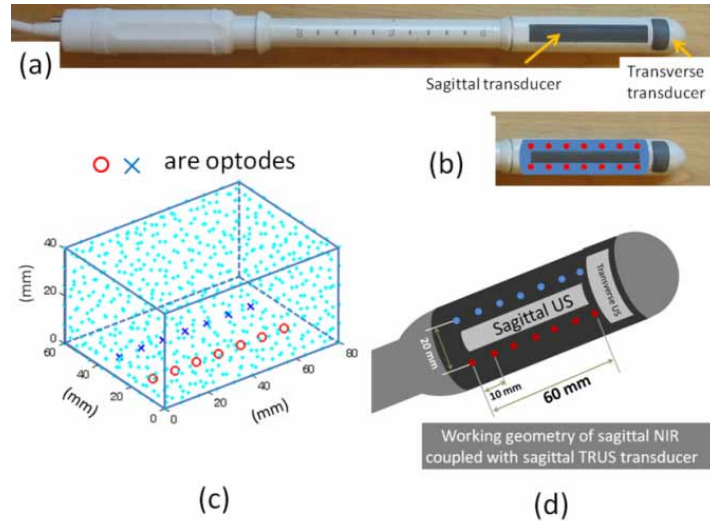 (a)
Sagittal transducer
Transverse
transducer
(b)
are optodes
40
20
0
(mm)
60
40
20
0
(mm)
0
20
40
60
80
(mm)
(c)
Sagittal US
Transverse US
20 mm
10 mm
60 mm
Working geometry of sagittal NIR
coupled with sagittal TRUS transducer
(d)